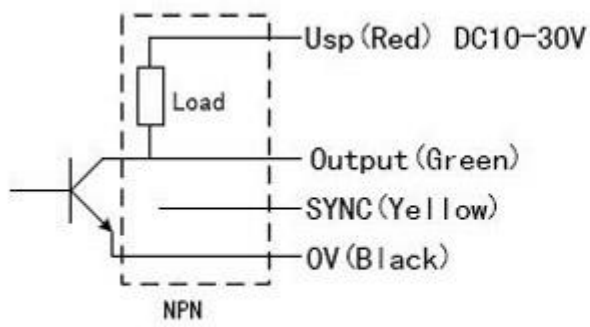 Usp(Red) DC10-30V
Load
Output(Green)
SYNC(Yellow)
0V(Black)
NPN